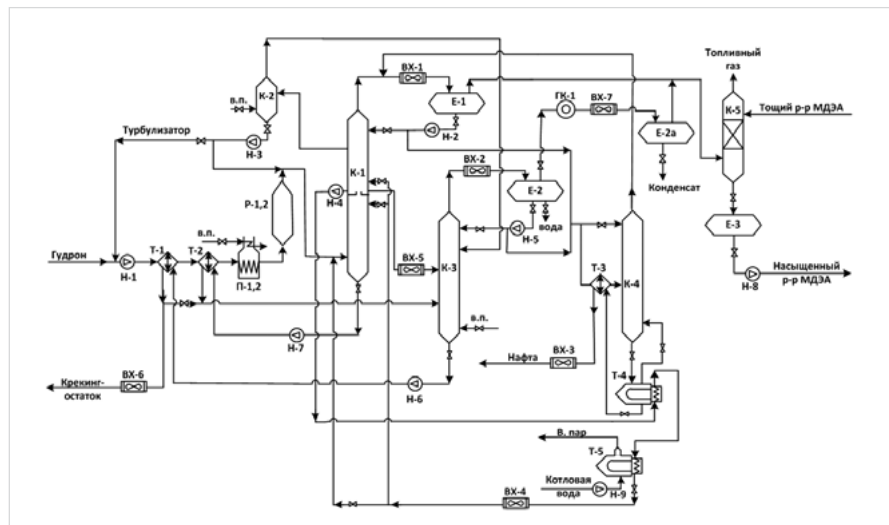 Топливный
газ
ВХ-1
ГК-1
ВХ-7
К-2
Е-1
К-5
в.п.
Тощий р-р МДЭА
Турбулизатор
Н-2
Е-2а
Н-3
К-1
ВХ-2
Е-2
Конденсат
Р-1,2
Н-4
вода
Н-5
Е-3
в.п.
Т-1
Т-2
ВХ-5
К-3
Т-3
К-4
Гудрон
Насыщенный
р-р МДЭА
Н-1
П-1,2
Н-8
в.п.
Н-7
Нафта
ВХ-3
Крекинг-
остаток
ВХ-6
Н-6
Т-4
В. пар
Т-5
Котловая
вода
Н-9
ВХ-4